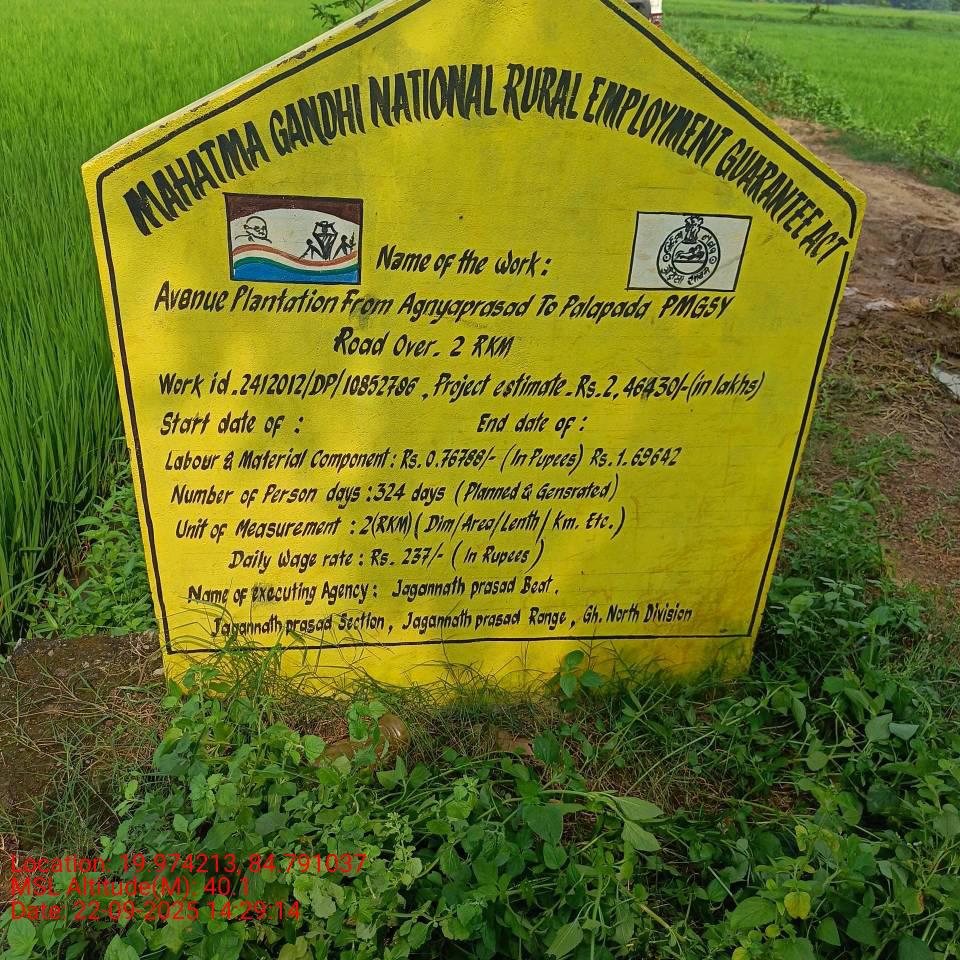 MAHATMA GANDHI NATIONAL RURAL EMPLOYMENT GUARANTEE ACT
Name of the Work :
Avenue Plantation From Agnyaprasad To Palapada PMGSY
Road Over. 2 RKM
Work id. 2412012/DP/10852786, Project estimate - Rs. 2,46430/-(in lakhs)
Start date of : End date of :
Labour & Material Component : Rs. 0.76788/- (In Pupees) Rs. 1.69642
Number of Person days : 324 days (Planned & Gensrated)
Unit of Measurement : 2(RKM) ( Dim/Area/Lenth/ Km. Etc.)
Daily Wage rate : Rs. 237/- ( In Rupees )
Name of executing Agency : Jagannath prasad Beat.
Jagannath prasad Section, Jagannath prasad Range, Gh. North Division
Location: 19.974213, 84.791037
MSL Altitude(M): 40.1
Date: 22-09-2025 14:29:14